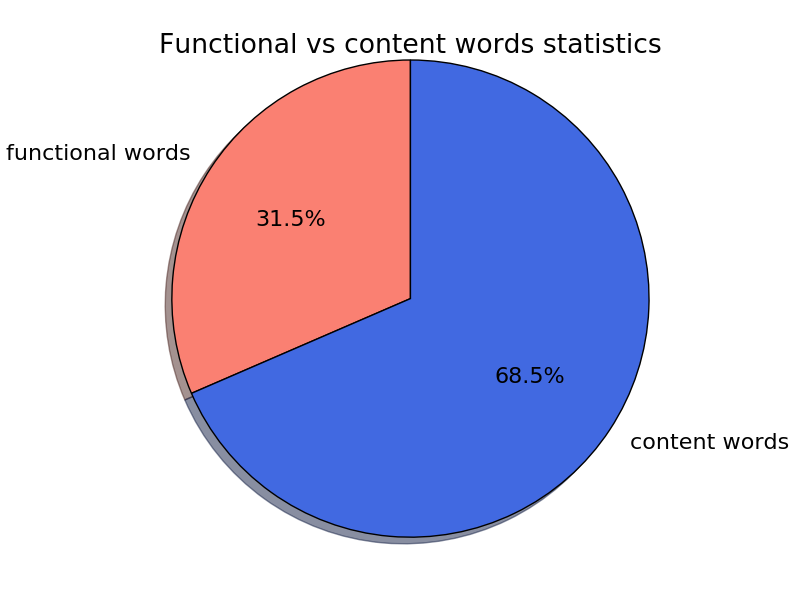 Functional vs content words statistics
functional words
31.5%
68.5%
content words